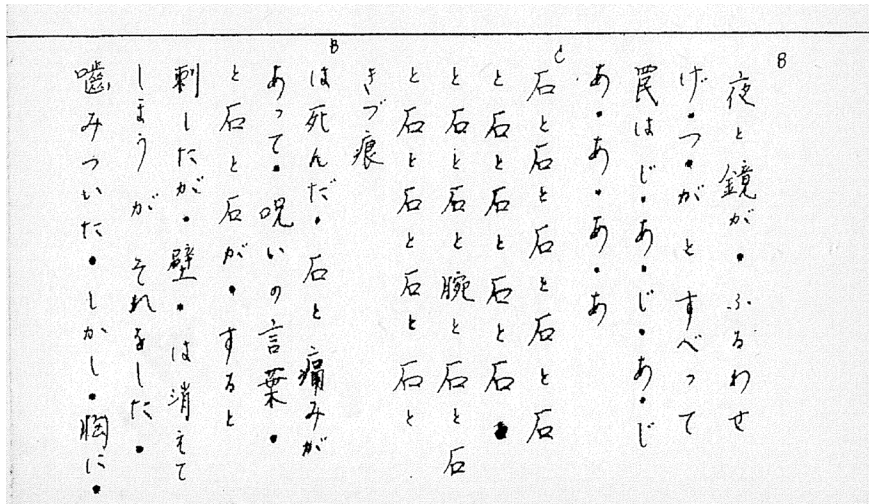 B
夜と鏡が・ふるわせ
げ・つ・がとすべって
罠はじ・あ・じ・あ・じ
あ・あ・あ・あ
C
石と石と石と石と石
と石と石と石と石・
と石と石と腕と石と石
と石と石と石と石と
きづ痕
B
は死んだ・石と痛みが
あって・呪いの言葉・
と石と石が・すると
刺したが・壁・は消えて
しまうが それをした・
噛みついた・しかし・胸に・